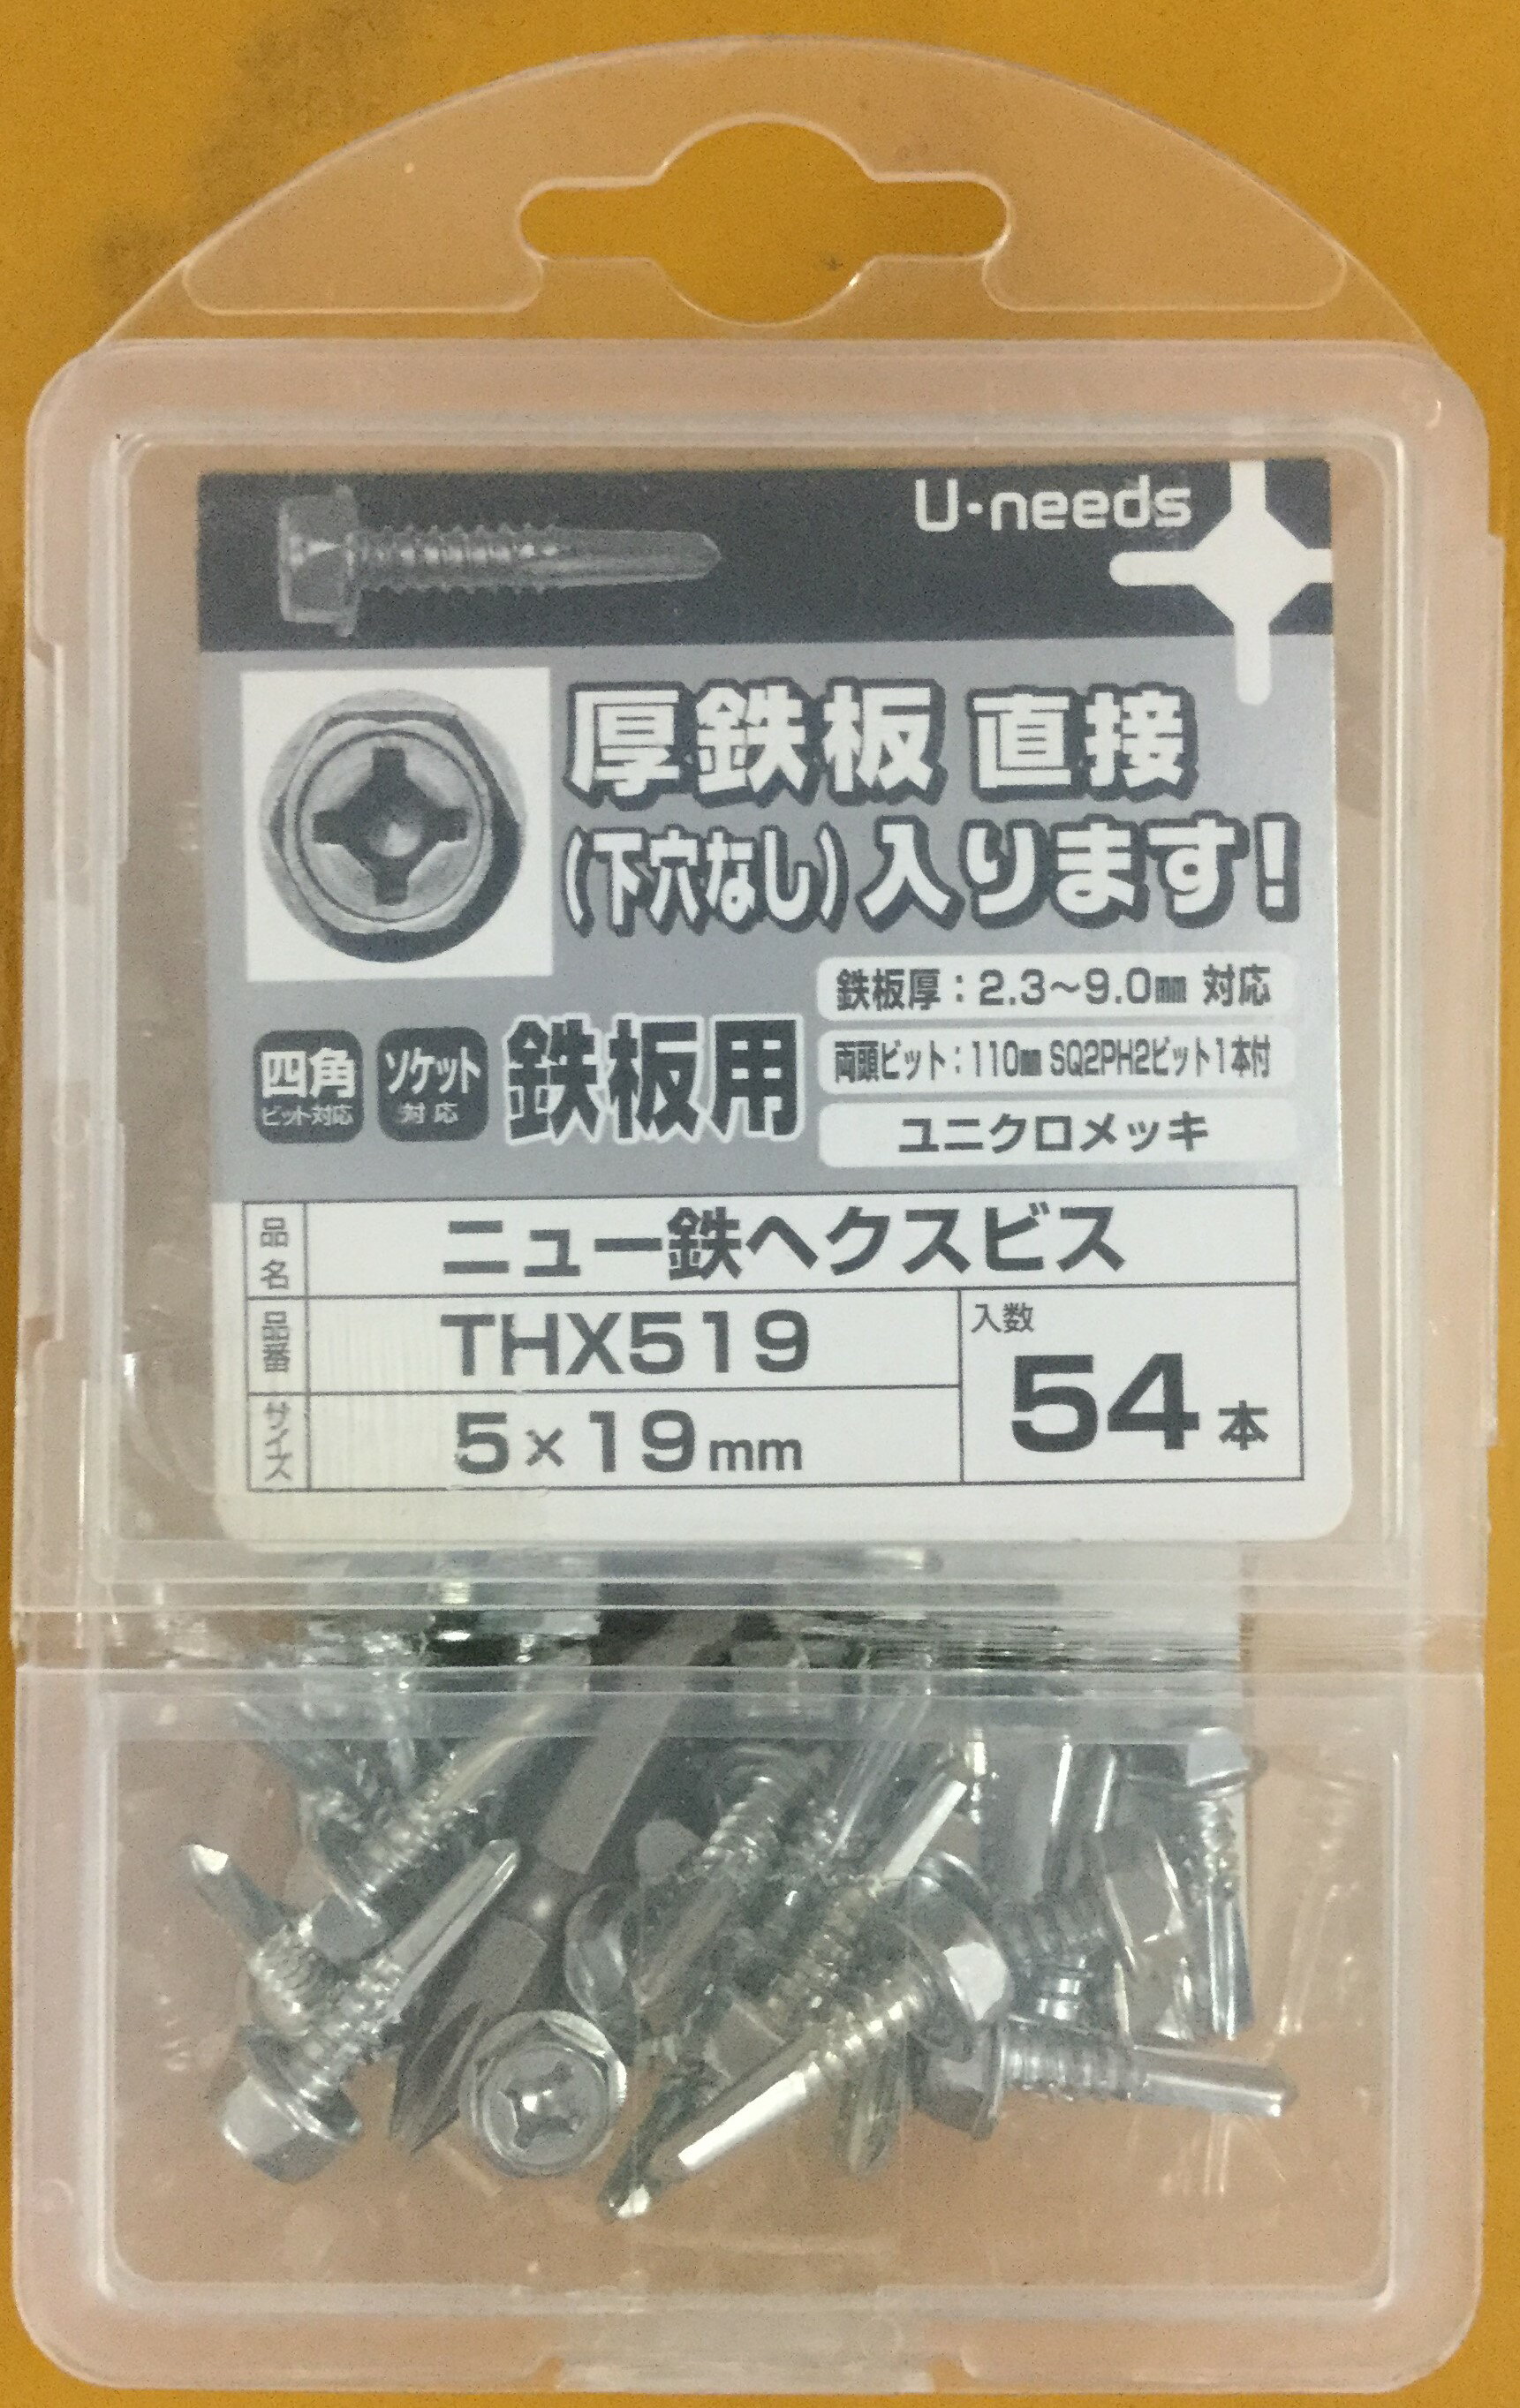 U·needs
厚鉄板 直接
(下穴なし)入ります!
鉄板厚：2.3～9.0㎜ 対応
四角
ビット対応
ソケット
対応
鉄板用
両頭ビット：110㎜ SQ2PH2ビット1本付
ユニクロメッキ
品名 ニュー鉄ヘクスビス
品番 THX519
入数 54本
サイズ 5×19mm